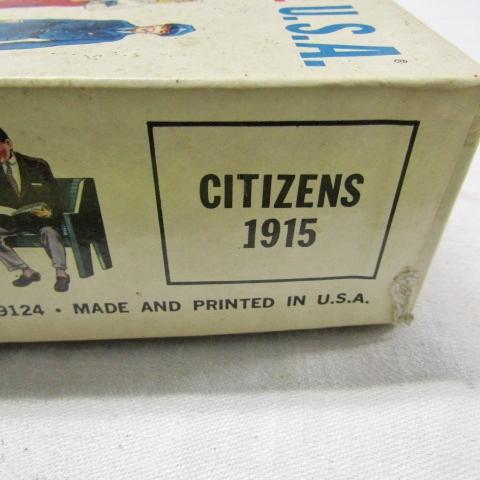 U.S.A.®
CITIZENS
1915
9124 • MADE AND PRINTED IN U.S.A.